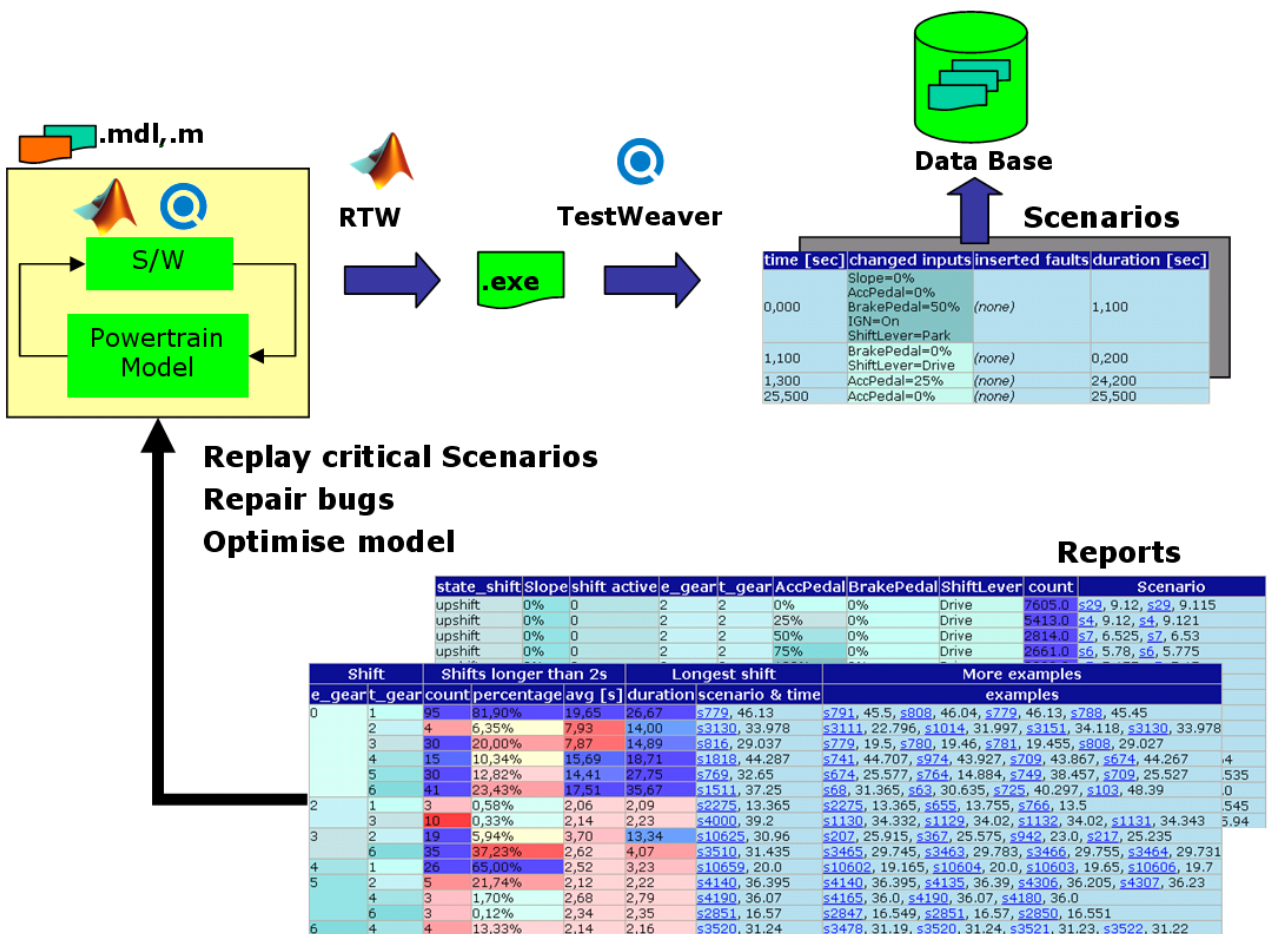 .mdl,.m
S/W
Powertrain
Model
RTW
.exe
TestWeaver
Data Base
Scenarios
time [sec] changed inputs inserted faults duration [sec]
0,000 Slope=0% (none) 1,100
AccPedal=0%
BrakePedal=50%
IGN=On
ShiftLever=Park
1,100 BrakePedal=0% (none) 0,200
ShiftLever=Drive
1,300 AccPedal=25% (none) 24,200
25,500 AccPedal=0% (none) 25,500
Replay critical Scenarios
Repair bugs
Optimise model
Reports
state_shift Slope shift active e_gear t_gear AccPedal BrakePedal ShiftLever count Scenario
upshift 0% 0 2 2 0% 0% Drive 7605.0 s29, 9.12, s29, 9.115
upshift 0% 0 2 2 25% 0% Drive 5413.0 s4, 9.12, s4, 9.121
upshift 0% 0 2 2 50% 0% Drive 2814.0 s7, 6.525, s7, 6.53
upshift 0% 0 2 2 75% 0% Drive 2661.0 s6, 5.78, s6, 5.775
Shift Shifts longer than 2s Longest shift More examples
e_gear t_gear count percentage avg [s] duration scenario & time examples
0 1 95 81,90% 19,65 26,67 s779, 46.13 s791, 45.5, s808, 46.04, s779, 46.13, s788, 45.45
2 4 6,35% 7,93 14,00 s3130, 33.978 s3111, 22.796, s1014, 31.997, s3151, 34.118, s3130, 33.978
3 30 20,00% 7,87 14,89 s816, 29.037 s779, 19.5, s780, 19.46, s781, 19.455, s808, 29.027
4 15 10,34% 15,69 18,71 s1818, 44.287 s741, 44.707, s974, 43.927, s709, 43.867, s674, 44.267
5 30 12,82% 14,41 27,75 s769, 32.65 s674, 25.577, s764, 14.884, s749, 38.457, s709, 25.527 .535
6 41 23,43% 17,51 35,67 s1511, 37.25 s68, 31.365, s63, 30.635, s725, 40.297, s103, 48.39 .0
2 1 3 0,58% 2,06 2,09 s2275, 13.365 s2275, 13.365, s655, 13.755, s766, 13.5 .545
3 10 0,33% 2,14 2,23 s4000, 39.2 s1130, 34.332, s1129, 34.02, s1132, 34.02, s1131, 34.343 5.94
3 2 19 5,94% 3,70 13,34 s10625, 30.96 s207, 25.915, s367, 25.575, s942, 23.0, s217, 25.235
6 35 37,23% 2,62 4,07 s3510, 31.435 s3465, 29.745, s3463, 29.783, s3466, 29.755, s3464, 29.731
4 1 26 65,00% 2,52 3,23 s10659, 20.0 s10602, 19.165, s10604, 20.0, s10603, 19.65, s10606, 19.7
5 2 5 21,74% 2,12 2,22 s4140, 36.395 s4140, 36.395, s4135, 36.39, s4306, 36.205, s4307, 36.23
4 3 1,70% 2,68 2,79 s4190, 36.07 s4165, 36.0, s4190, 36.07, s4180, 36.0
6 3 0,12% 2,34 2,35 s2851, 16.57 s2847, 16.549, s2851, 16.57, s2850, 16.551
6 4 4 13,33% 2,14 2,16 s3520, 31.24 s3478, 31.19, s3520, 31.24, s3521, 31.23, s3522, 31.22